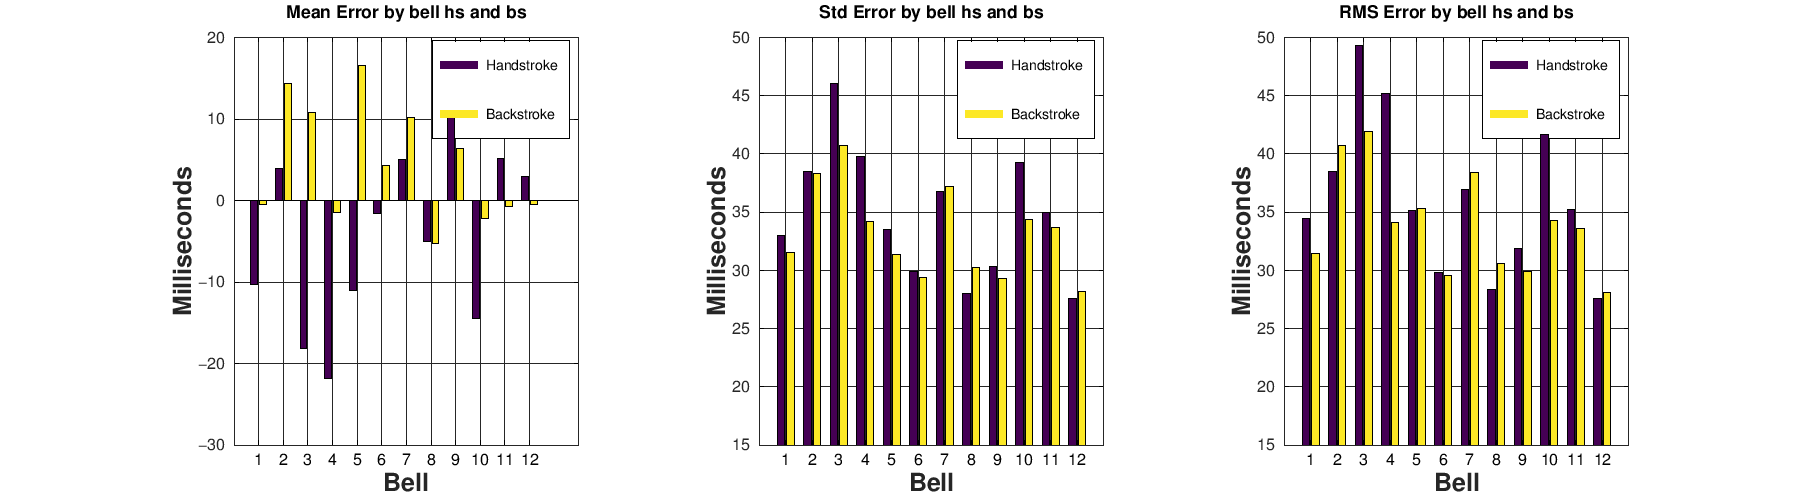 Mean Error by bell hs and bs
20
10
0
−10
−20
−30
Milliseconds
Handstroke
Backstroke
1 2 3 4 5 6 7 8 9 10 11 12
Bell
Std Error by bell hs and bs
50
45
40
35
30
25
20
15
Milliseconds
Handstroke
Backstroke
1 2 3 4 5 6 7 8 9 10 11 12
Bell
RMS Error by bell hs and bs
50
45
40
35
30
25
20
15
Milliseconds
Handstroke
Backstroke
1 2 3 4 5 6 7 8 9 10 11 12
Bell